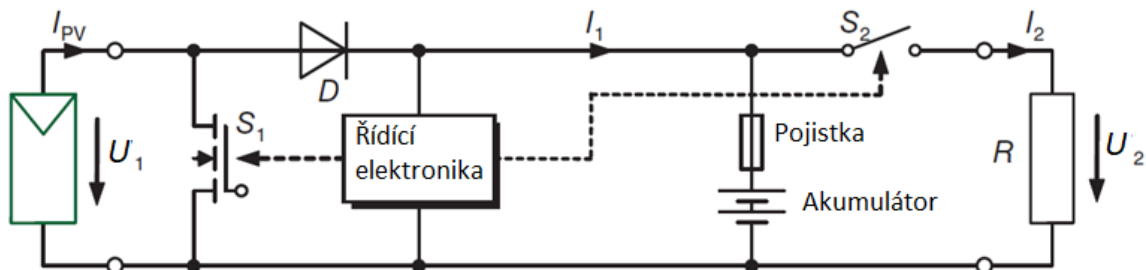 I_PV
I_1
S_2
I_2
D
S_1
U_1
Řídící
elektronika
Pojistka
Akumulátor
R
U_2